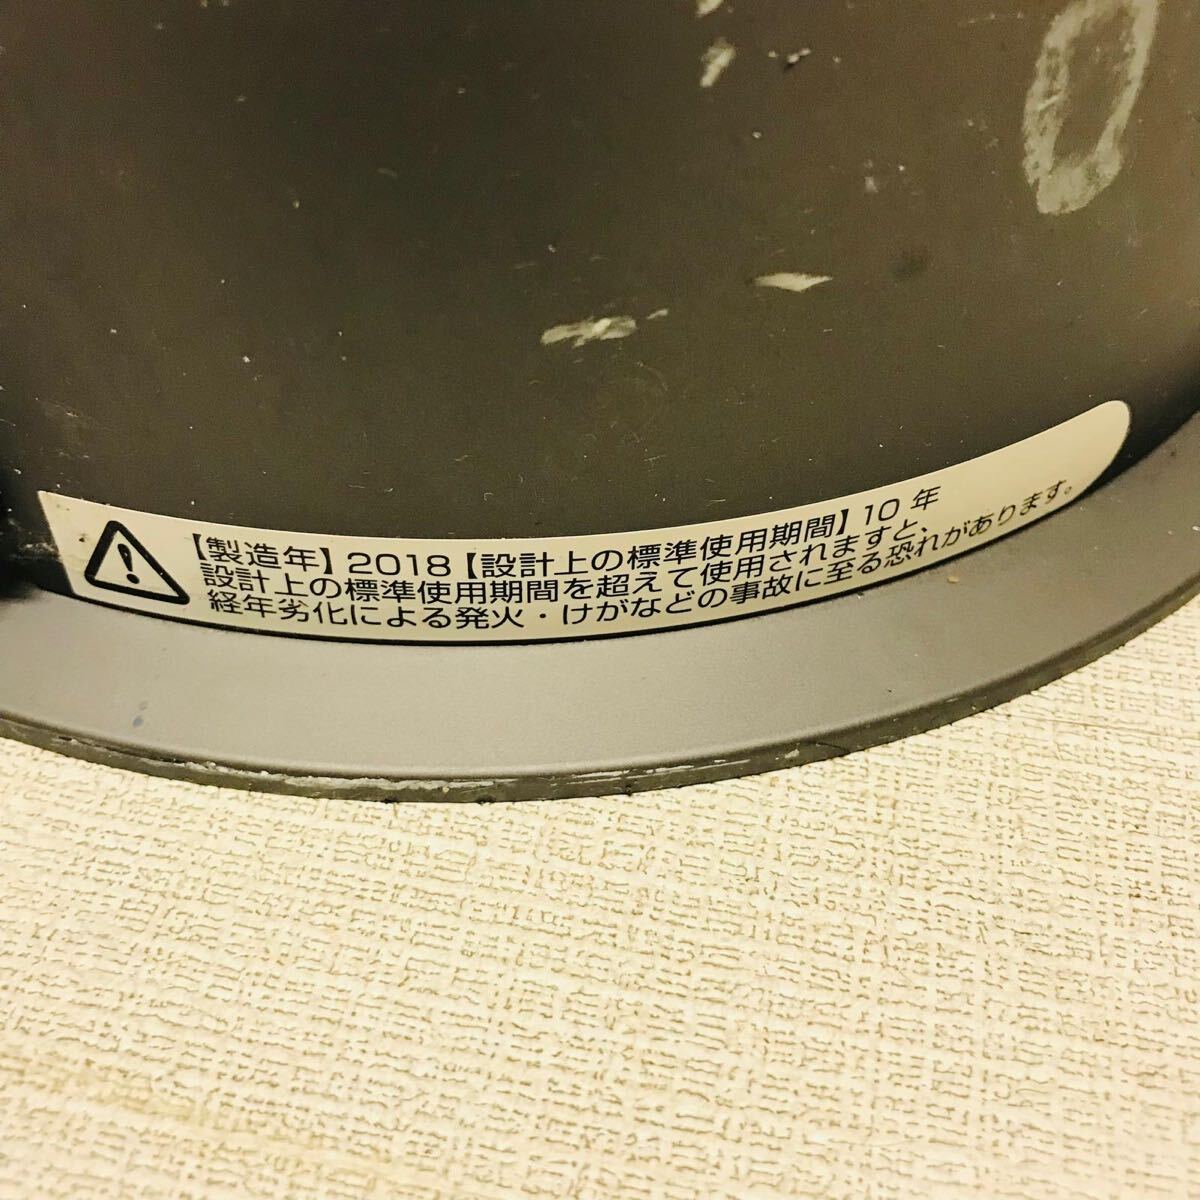 【製造年】2018【設計上の標準使用期間】10 年
設計上の標準使用期間を超えて使用されますと、
経年劣化による発火・けがなどの事故に至る恐れがあります。